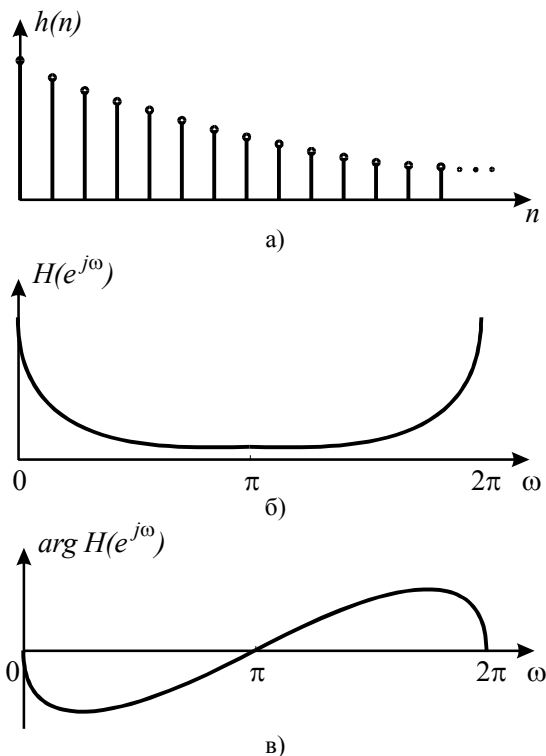 h(n)
n
а)
H(e^{jω})
0 π 2π ω
б)
arg H(e^{jω})
0 π 2π ω
в)